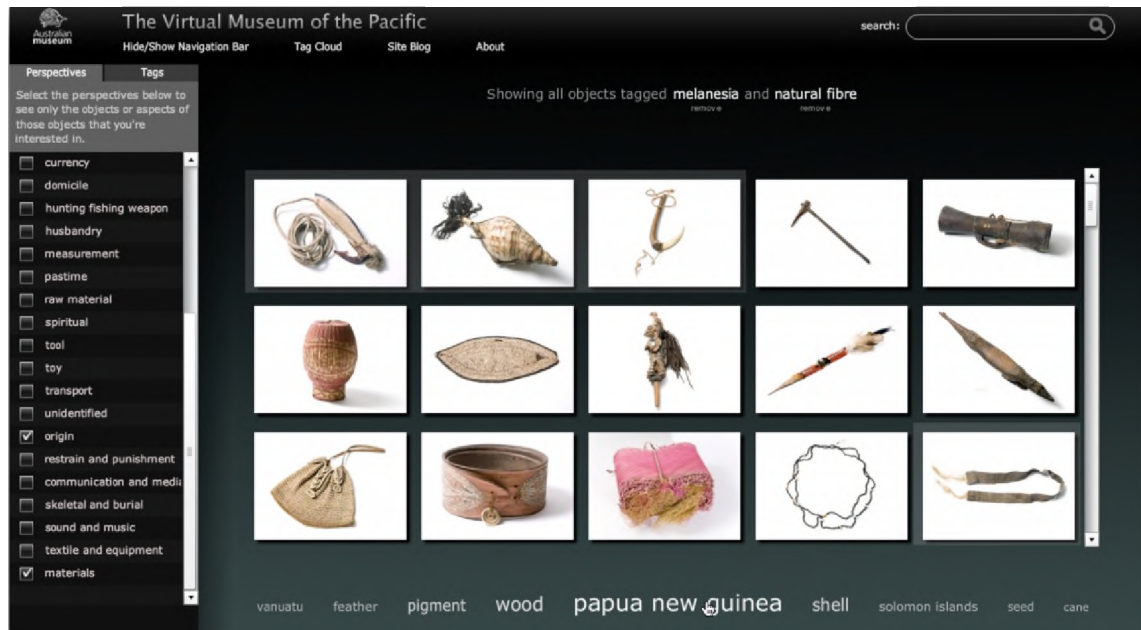 Australian
museum
The Virtual Museum of the Pacific
search:
Hide/Show Navigation Bar Tag Cloud Site Blog About
Perspectives Tags
Select the perspectives below to
see only the objects or aspects of
those objects that you're
interested in.
Showing all objects tagged melanesia and natural fibre
remove remove
currency
domicile
hunting fishing weapon
husbandry
measurement
pastime
raw material
spiritual
tool
toy
transport
unidentified
origin
restrain and punishment
communication and media
skeletal and burial
sound and music
textile and equipment
materials
vanuatu feather pigment wood papua new guinea shell solomon islands seed cane